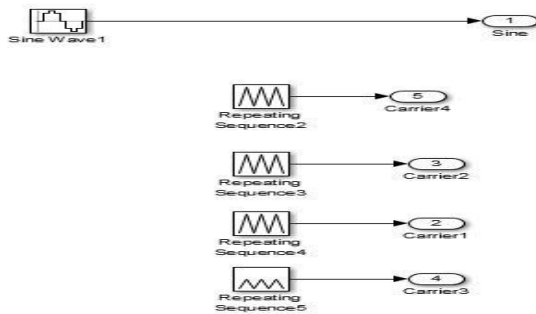 1
Sine Wave1
Sine
5
Repeating
Sequence2
Carrier4
3
Repeating
Sequence3
Carrier2
2
Repeating
Sequence4
Carrier1
4
Repeating
Sequence5
Carrier3